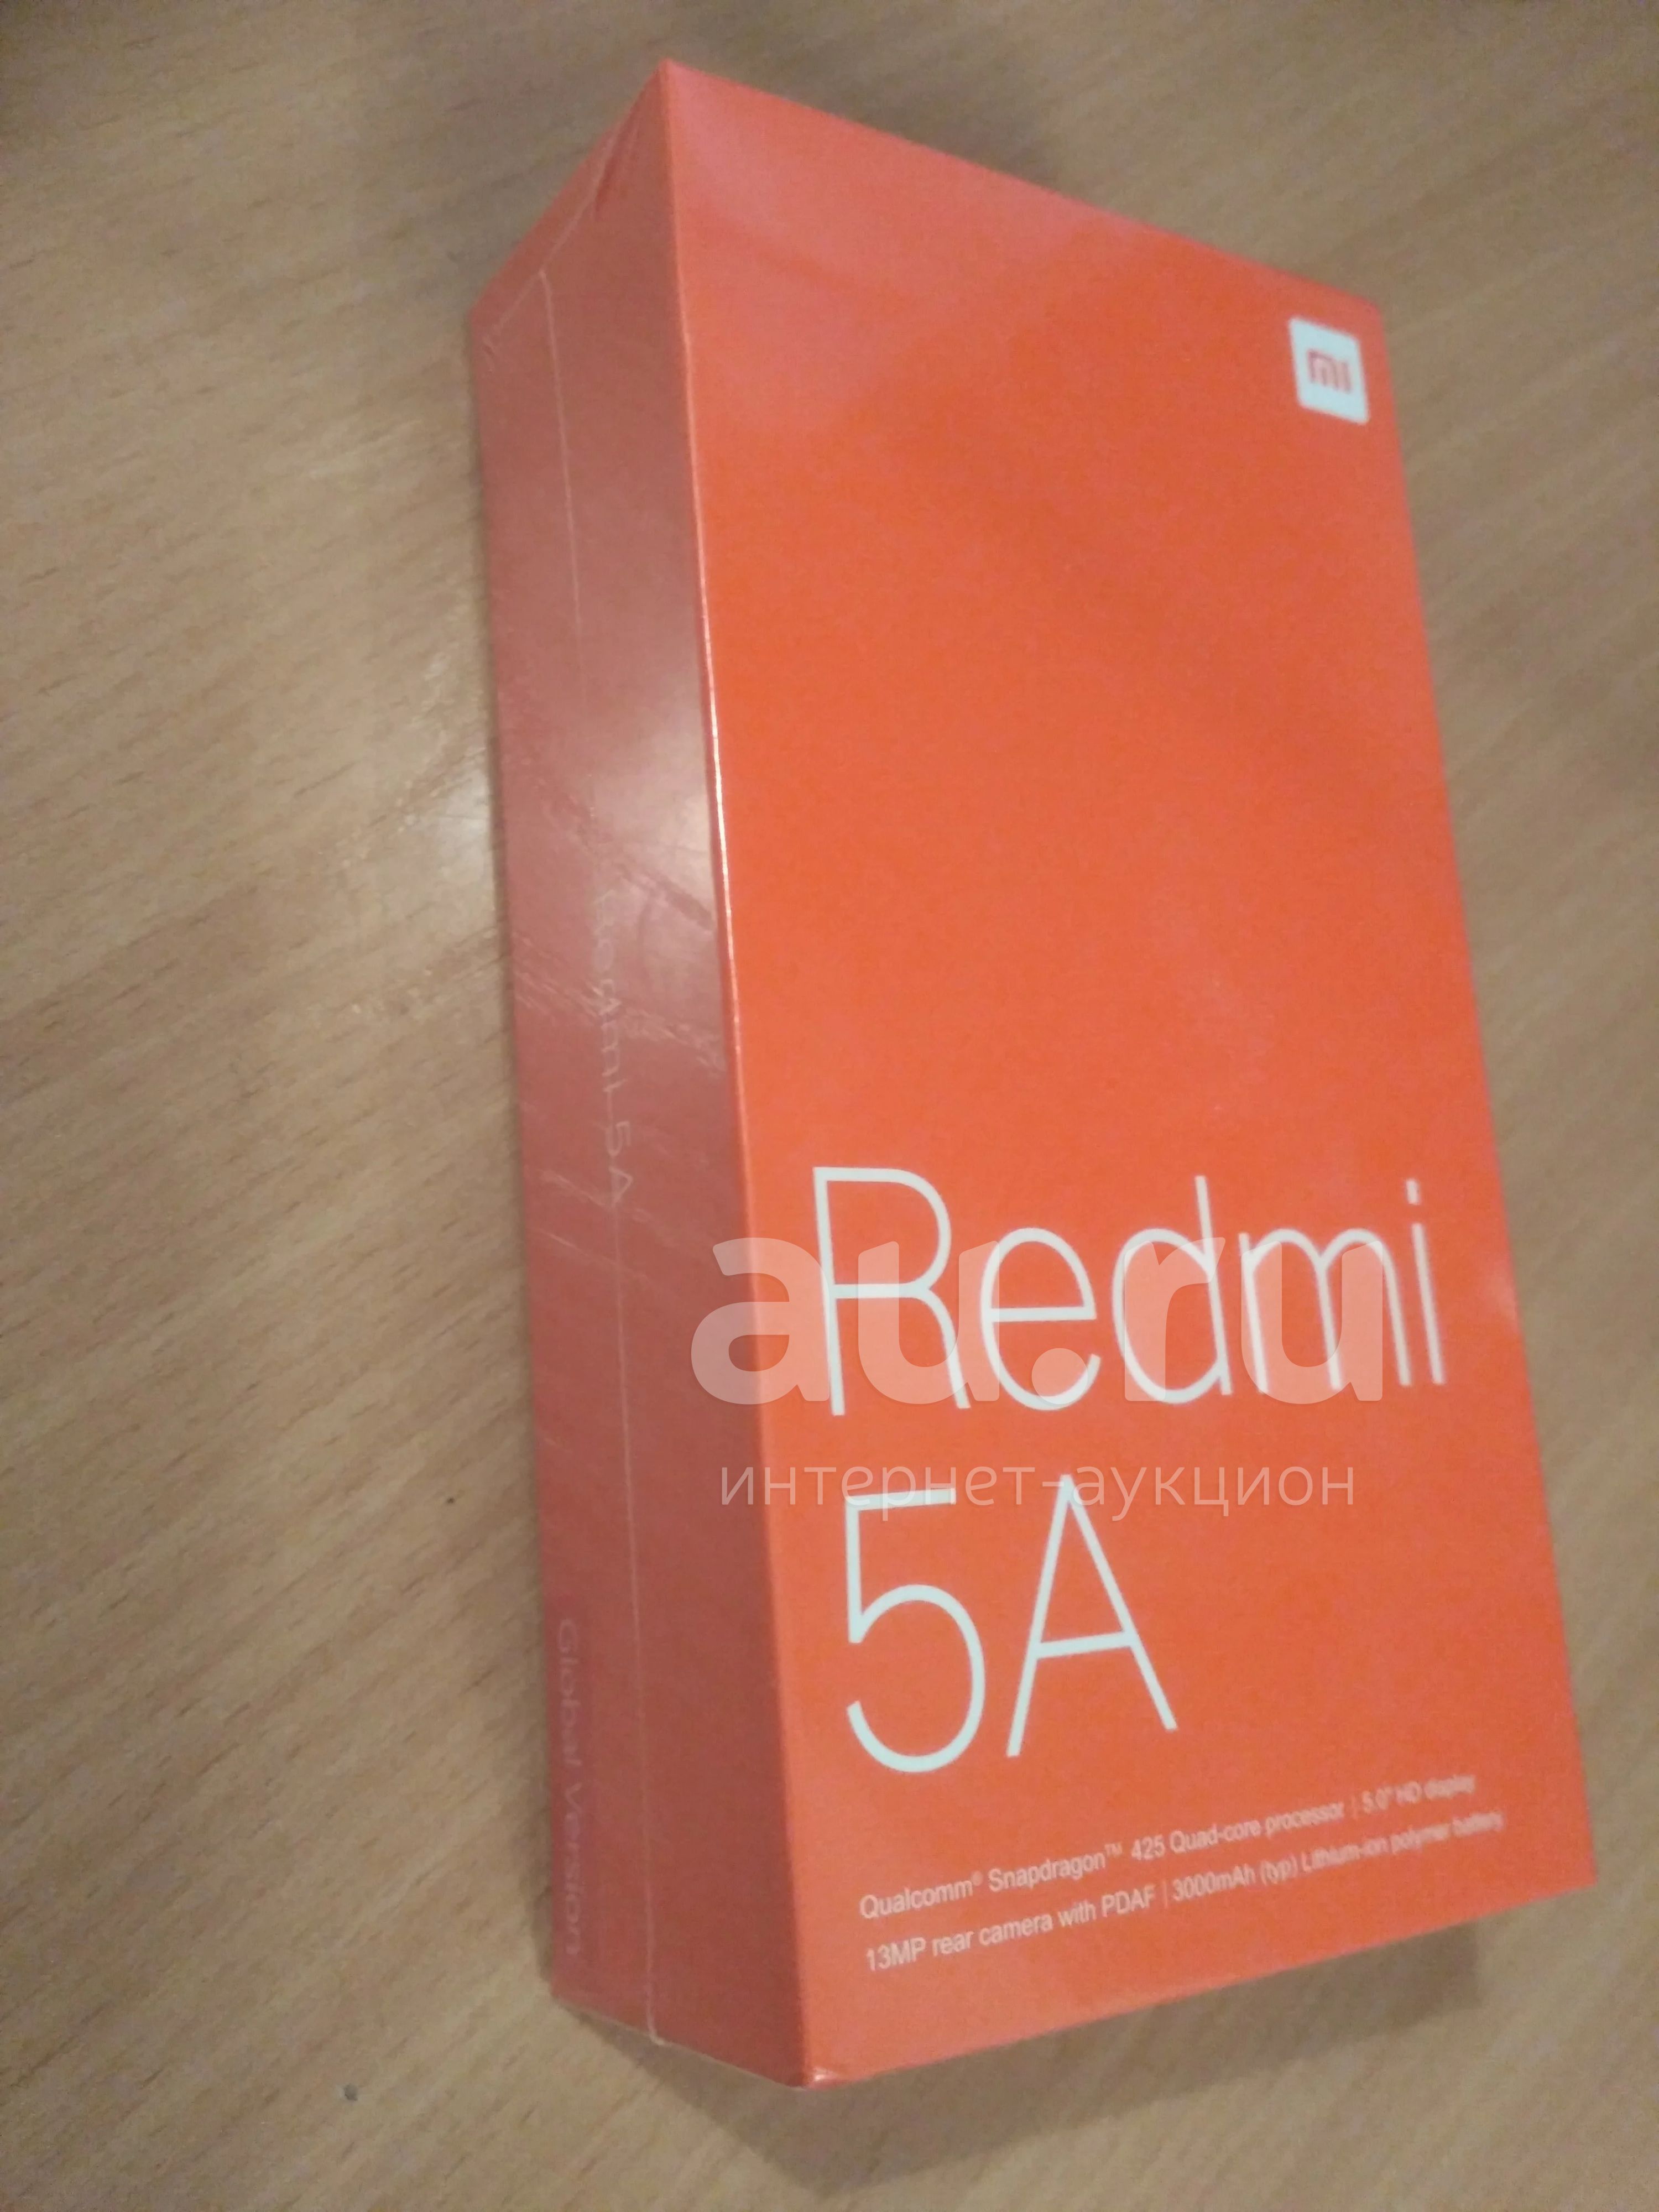 mi
Redmi
5A
Qualcomm® Snapdragon™ 425 Quad-core processor | 5.0" HD display
13MP rear camera with PDAF | 3000mAh (typ) Lithium-ion polymer battery
Redmi 5A
Global Version
au.ru
интернет-аукцион